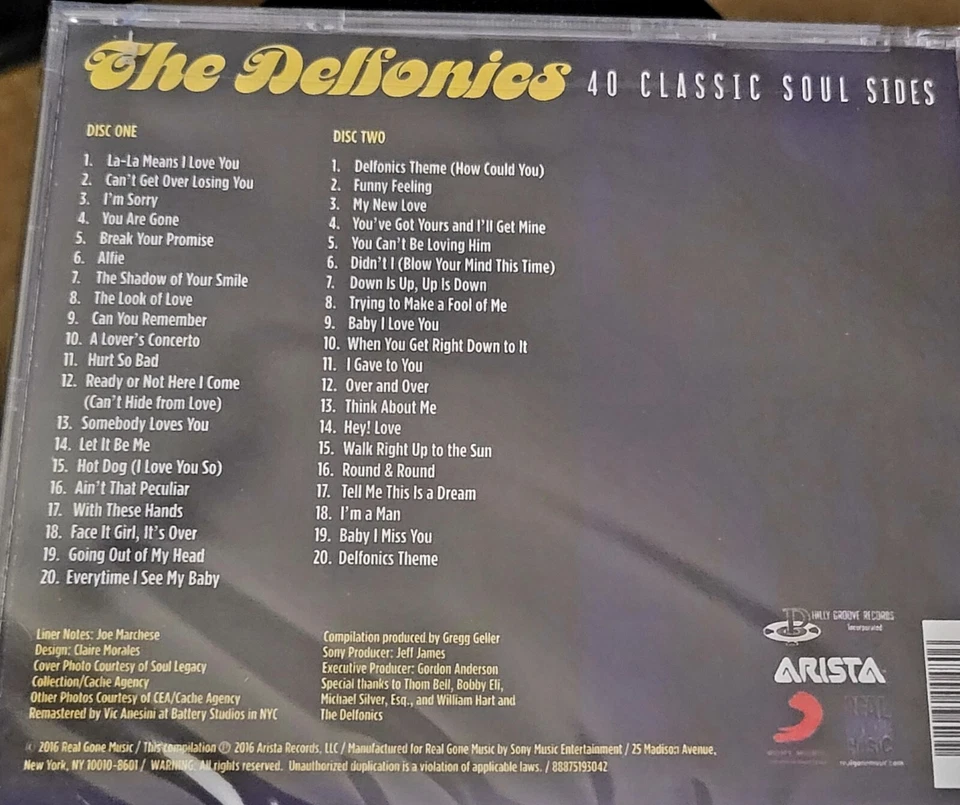 The Delfonics 40 CLASSIC SOUL SIDES
DISC ONE
1. La-La Means I Love You
2. Can't Get Over Losing You
3. I'm Sorry
4. You Are Gone
5. Break Your Promise
6. Alfie
7. The Shadow of Your Smile
8. The Look of Love
9. Can You Remember
10. A Lover's Concerto
11. Hurt So Bad
12. Ready or Not Here I Come
(Can't Hide from Love)
13. Somebody Loves You
14. Let It Be Me
15. Hot Dog (I Love You So)
16. Ain't That Peculiar
17. With These Hands
18. Face It Girl, It's Over
19. Going Out of My Head
20. Everytime I See My Baby
DISC TWO
1. Delfonics Theme (How Could You)
2. Funny Feeling
3. My New Love
4. You've Got Yours and I'll Get Mine
5. You Can't Be Loving Him
6. Didn't I (Blow Your Mind This Time)
7. Down Is Up, Up Is Down
8. Trying to Make a Fool of Me
9. Baby I Love You
10. When You Get Right Down to It
11. I Gave to You
12. Over and Over
13. Think About Me
14. Hey! Love
15. Walk Right Up to the Sun
16. Round & Round
17. Tell Me This Is a Dream
18. I'm a Man
19. Baby I Miss You
20. Delfonics Theme
Liner Notes: Joe Marchese
Design: Claire Morales
Cover Photo Courtesy of Soul Legacy
Collection/Cache Agency
Other Photos Courtesy of CEA/Cache Agency
Remastered by Vic Anesini at Battery Studios in NYC
Compilation produced by Gregg Geller
Sony Producer: Jeff James
Executive Producer: Gordon Anderson
Special thanks to Thom Bell, Bobby Eli,
Michael Silver, Esq., and William Hart and
The Delfonics
PHILLY GROOVE RECORDS
Incorporated
ARISTA
REAL
MUSIC
© 2016 Real Gone Music / This compilation ℗ 2016 Arista Records, LLC / Manufactured for Real Gone Music by Sony Music Entertainment / 25 Madison Avenue,
New York, NY 10010-8601 / WARNING: All rights reserved. Unauthorized duplication is a violation of applicable laws. / 88875193042